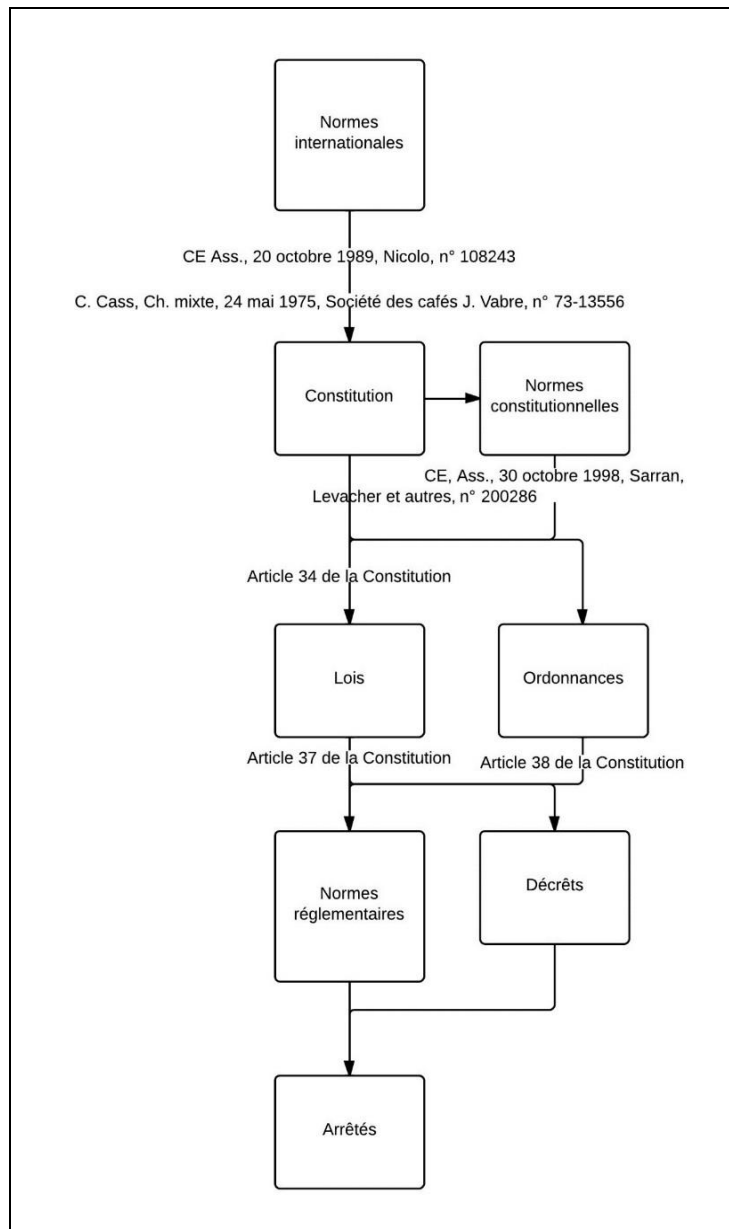 Normes
internationales
CE Ass., 20 octobre 1989, Nicolo, n° 108243
C. Cass, Ch. mixte, 24 mai 1975, Société des cafés J. Vabre, n° 73-13556
Constitution
Normes
constitutionnelles
CE, Ass., 30 octobre 1998, Sarran,
Levacher et autres, n° 200286
Article 34 de la Constitution
Lois
Ordonnances
Article 37 de la Constitution
Article 38 de la Constitution
Normes
réglementaires
Décrêts
Arrêtés